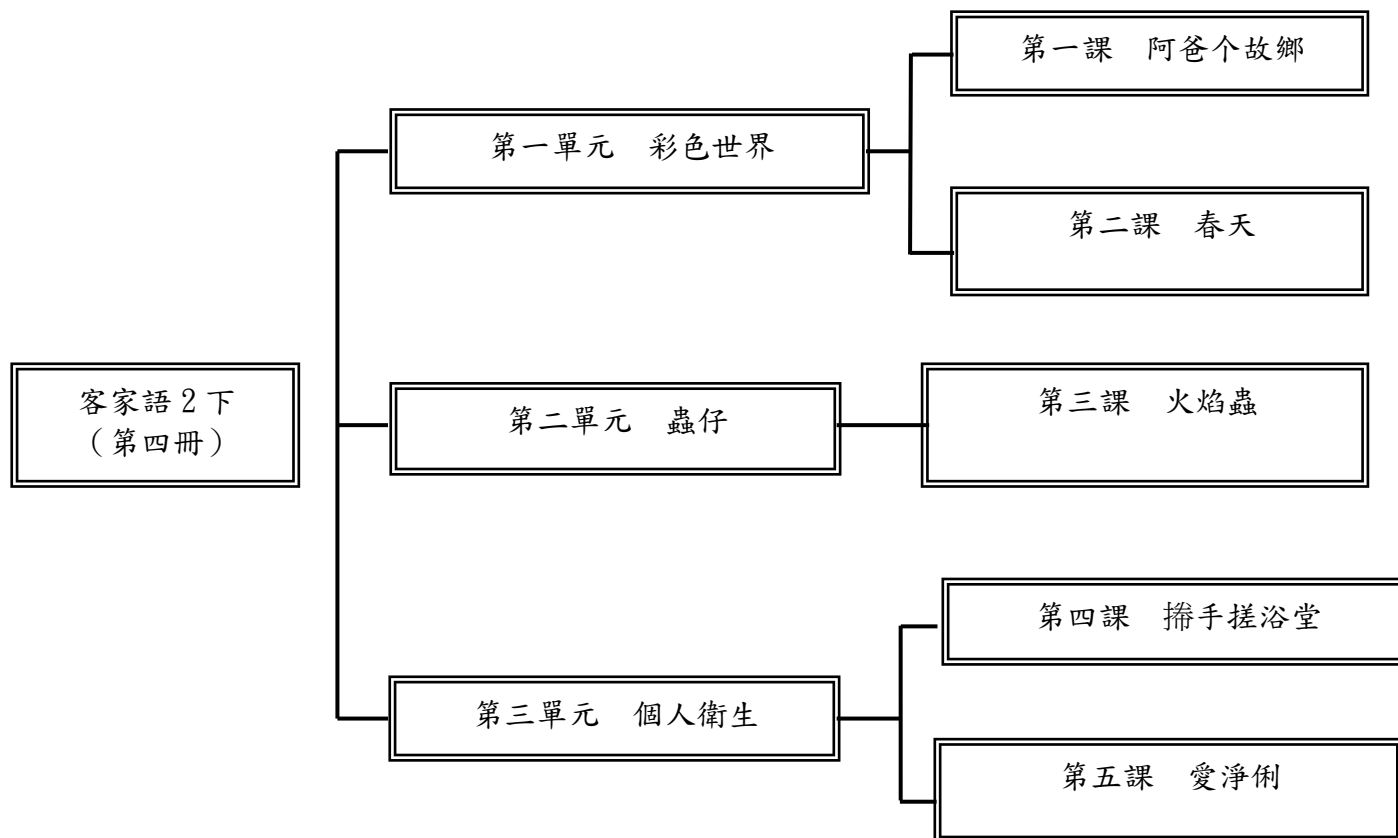 客家語2下
（第四冊）
第一單元　彩色世界
第一課　阿爸个故鄉
第二課　春天
第二單元　蟲仔
第三課　火焰蟲
第三單元　個人衛生
第四課　㨹手搓浴堂
第五課　愛淨俐